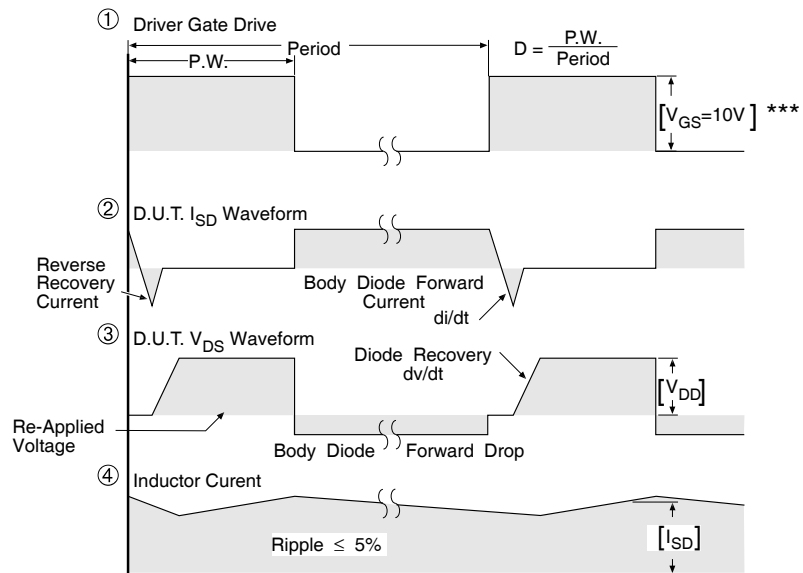 ① Driver Gate Drive
Period
P.W.
D = P.W. / Period
[VGS=10V] ***
② D.U.T. ISD Waveform
Reverse
Recovery
Current
Body Diode Forward
Current
di/dt
③ D.U.T. VDS Waveform
Diode Recovery
dv/dt
[VDD]
Re-Applied
Voltage
Body Diode Forward Drop
④ Inductor Curent
Ripple ≤ 5%
[ISD]